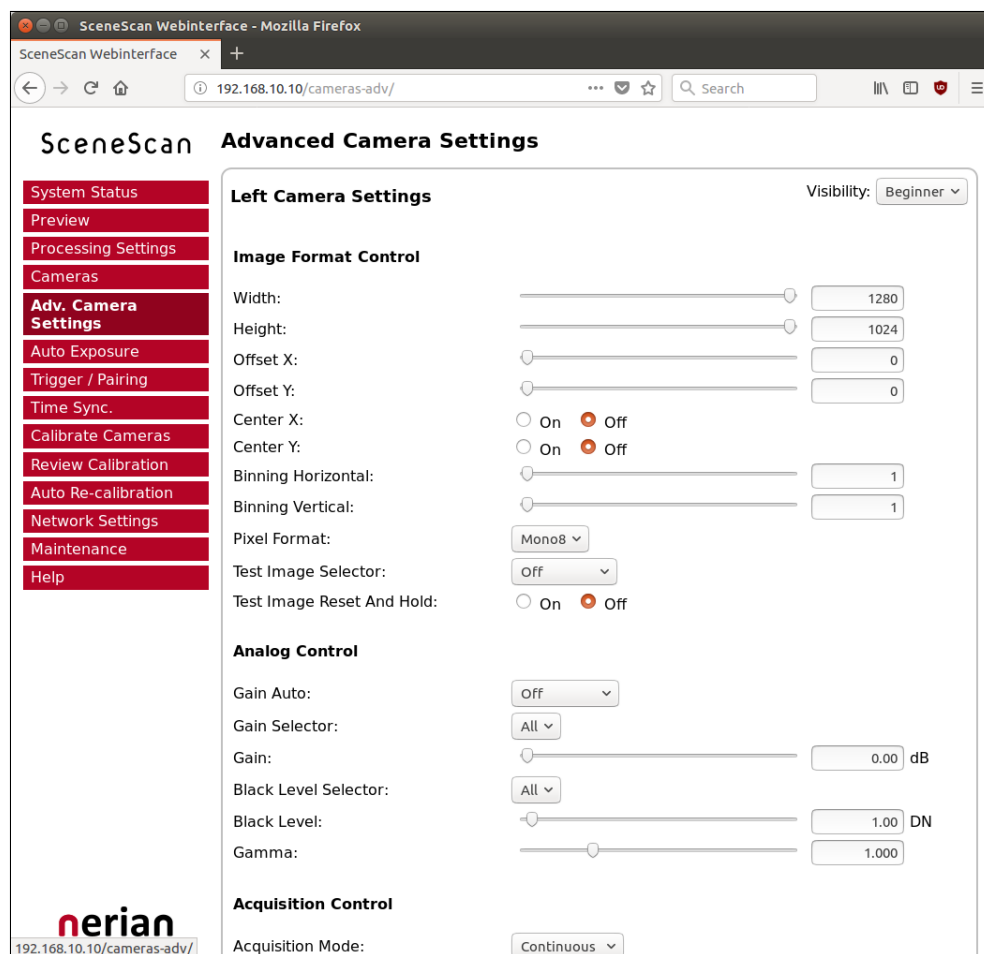 SceneScan Webinterface - Mozilla Firefox
SceneScan Webinterface
192.168.10.10/cameras-adv/
Search
SceneScan
Advanced Camera Settings
System Status
Preview
Processing Settings
Cameras
Adv. Camera
Settings
Auto Exposure
Trigger / Pairing
Time Sync.
Calibrate Cameras
Review Calibration
Auto Re-calibration
Network Settings
Maintenance
Help
Left Camera Settings
Visibility: Beginner
Image Format Control
Width: 1280
Height: 1024
Offset X: 0
Offset Y: 0
Center X: On Off
Center Y: On Off
Binning Horizontal: 1
Binning Vertical: 1
Pixel Format: Mono8
Test Image Selector: Off
Test Image Reset And Hold: On Off
Analog Control
Gain Auto: Off
Gain Selector: All
Gain: 0.00 dB
Black Level Selector: All
Black Level: 1.00 DN
Gamma: 1.000
Acquisition Control
Acquisition Mode: Continuous
nerian
192.168.10.10/cameras-adv/